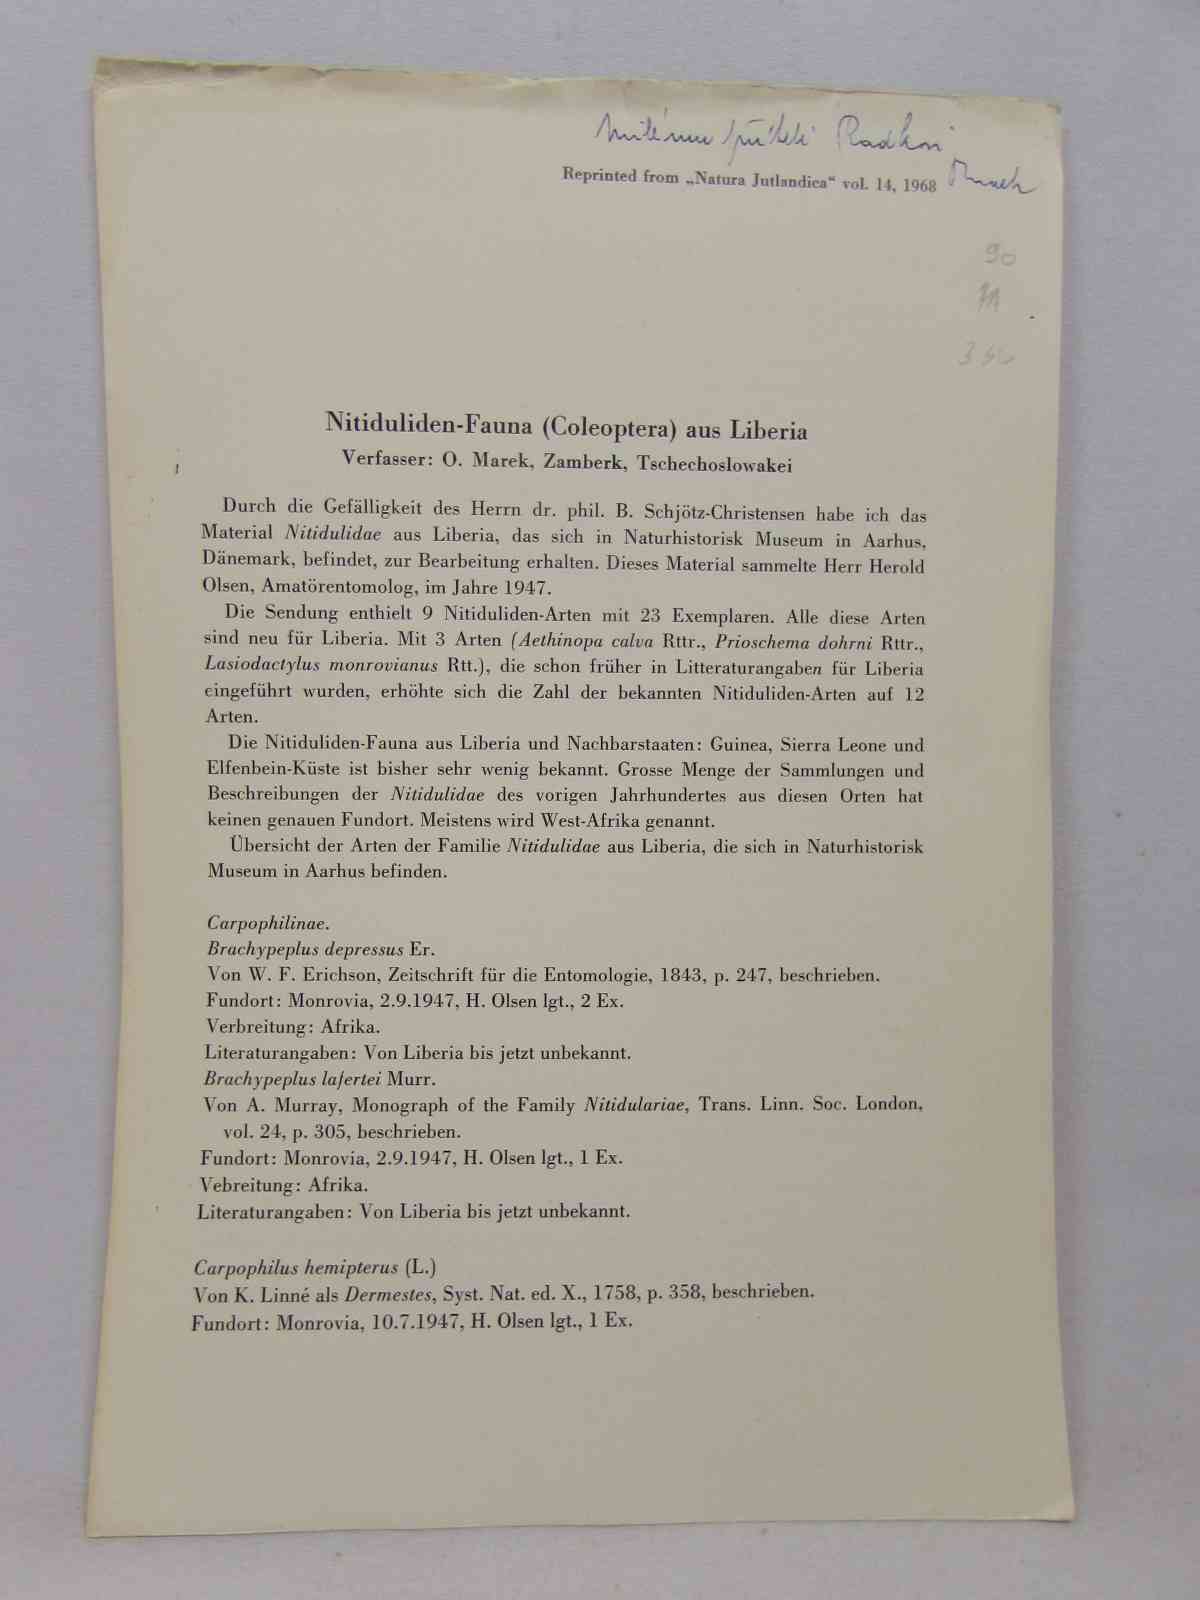 Milému příteli Radkovi
Marek
Reprinted from „Natura Jutlandica“ vol. 14, 1968
90
Nitiduliden-Fauna (Coleoptera) aus Liberia
Verfasser: O. Marek, Zamberk, Tschechoslowakei
Durch die Gefälligkeit des Herrn dr. phil. B. Schjötz-Christensen habe ich das
Material Nitidulidae aus Liberia, das sich in Naturhistorisk Museum in Aarhus,
Dänemark, befindet, zur Bearbeitung erhalten. Dieses Material sammelte Herr Herold
Olsen, Amatörentomolog, im Jahre 1947.
Die Sendung enthielt 9 Nitiduliden-Arten mit 23 Exemplaren. Alle diese Arten
sind neu für Liberia. Mit 3 Arten (Aethinopa calva Rttr., Prioschema dohrni Rttr.,
Lasiodactylus monrovianus Rtt.), die schon früher in Litteraturangaben für Liberia
eingeführt wurden, erhöhte sich die Zahl der bekannten Nitiduliden-Arten auf 12
Arten.
Die Nitiduliden-Fauna aus Liberia und Nachbarstaaten: Guinea, Sierra Leone und
Elfenbein-Küste ist bisher sehr wenig bekannt. Grosse Menge der Sammlungen und
Beschreibungen der Nitidulidae des vorigen Jahrhundertes aus diesen Orten hat
keinen genauen Fundort. Meistens wird West-Afrika genannt.
Übersicht der Arten der Familie Nitidulidae aus Liberia, die sich in Naturhistorisk
Museum in Aarhus befinden.
Carpophilinae.
Brachypeplus depressus Er.
Von W. F. Erichson, Zeitschrift für die Entomologie, 1843, p. 247, beschrieben.
Fundort: Monrovia, 2.9.1947, H. Olsen lgt., 2 Ex.
Verbreitung: Afrika.
Literaturangaben: Von Liberia bis jetzt unbekannt.
Brachypeplus lafertei Murr.
Von A. Murray, Monograph of the Family Nitidulariae, Trans. Linn. Soc. London,
vol. 24, p. 305, beschrieben.
Fundort: Monrovia, 2.9.1947, H. Olsen lgt., 1 Ex.
Vebreitung: Afrika.
Literaturangaben: Von Liberia bis jetzt unbekannt.
Carpophilus hemipterus (L.)
Von K. Linné als Dermestes, Syst. Nat. ed. X., 1758, p. 358, beschrieben.
Fundort: Monrovia, 10.7.1947, H. Olsen lgt., 1 Ex.